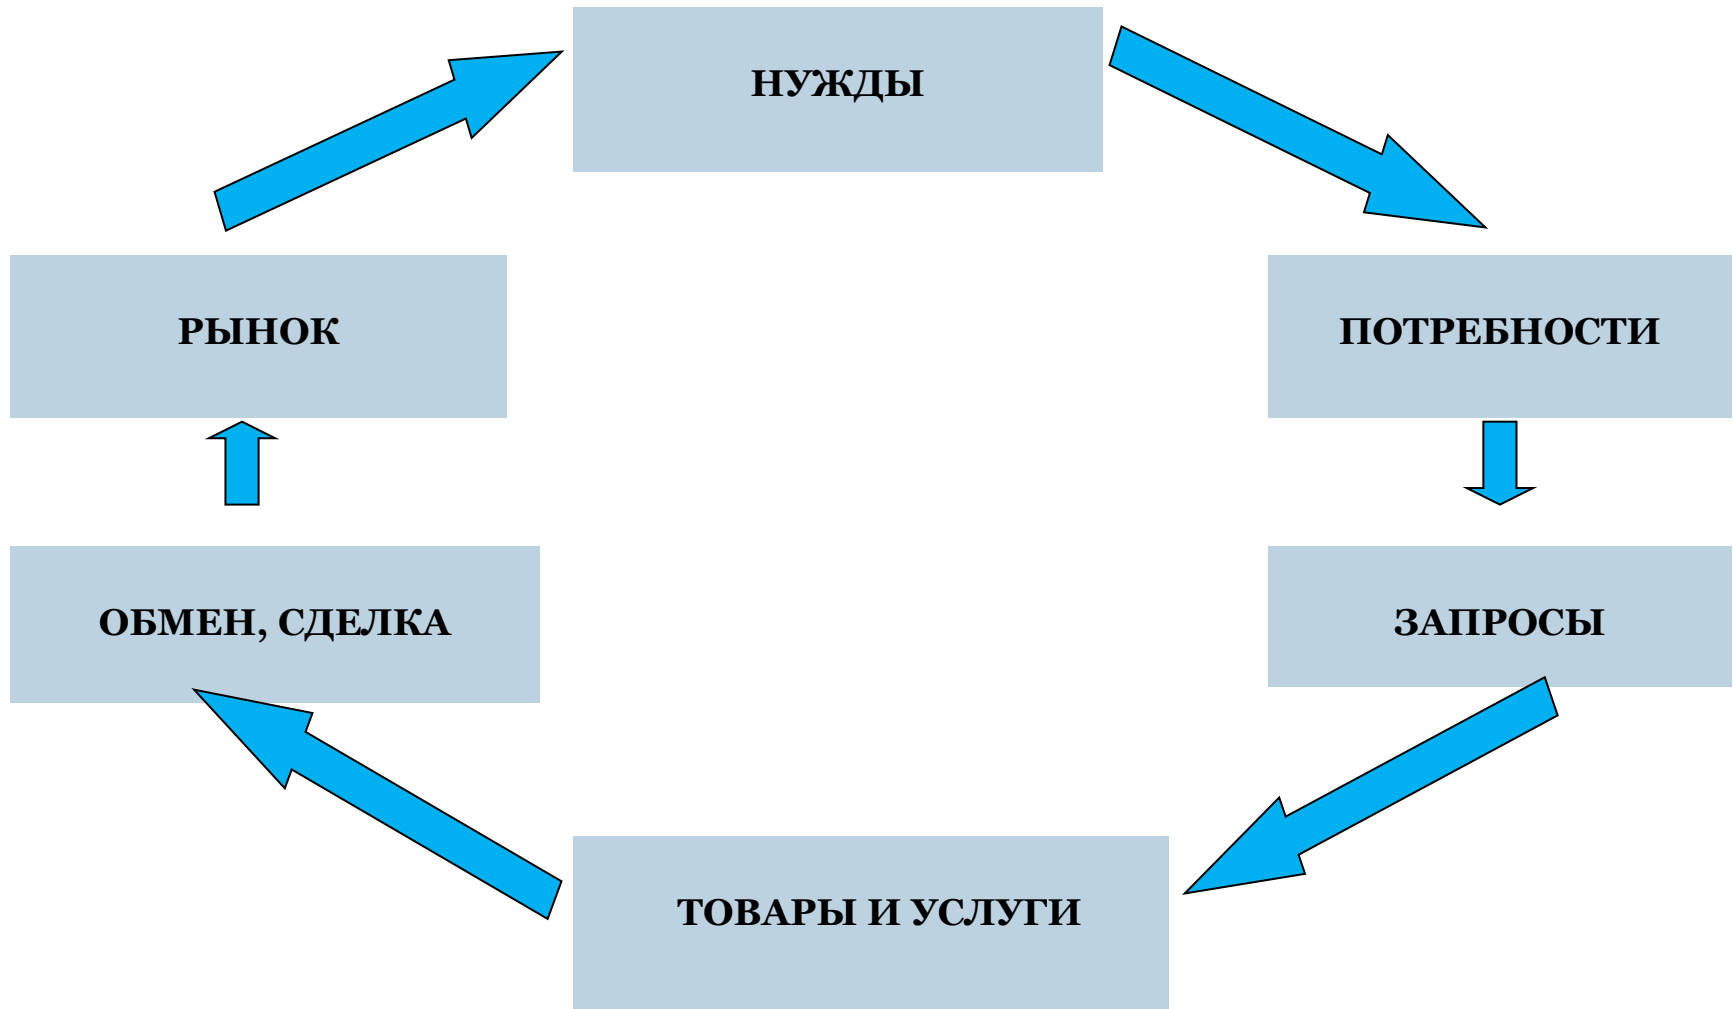 НУЖДЫ
РЫНОК
ПОТРЕБНОСТИ
ОБМЕН, СДЕЛКА
ЗАПРОСЫ
ТОВАРЫ И УСЛУГИ